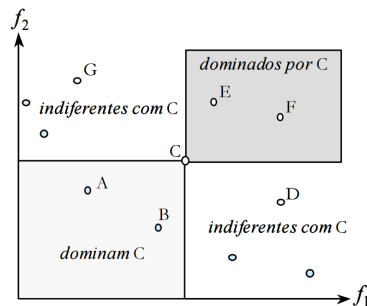 f₂
G
dominados por C
E
indiferentes com C
F
C
A
D
B
indiferentes com C
dominam C
f₁